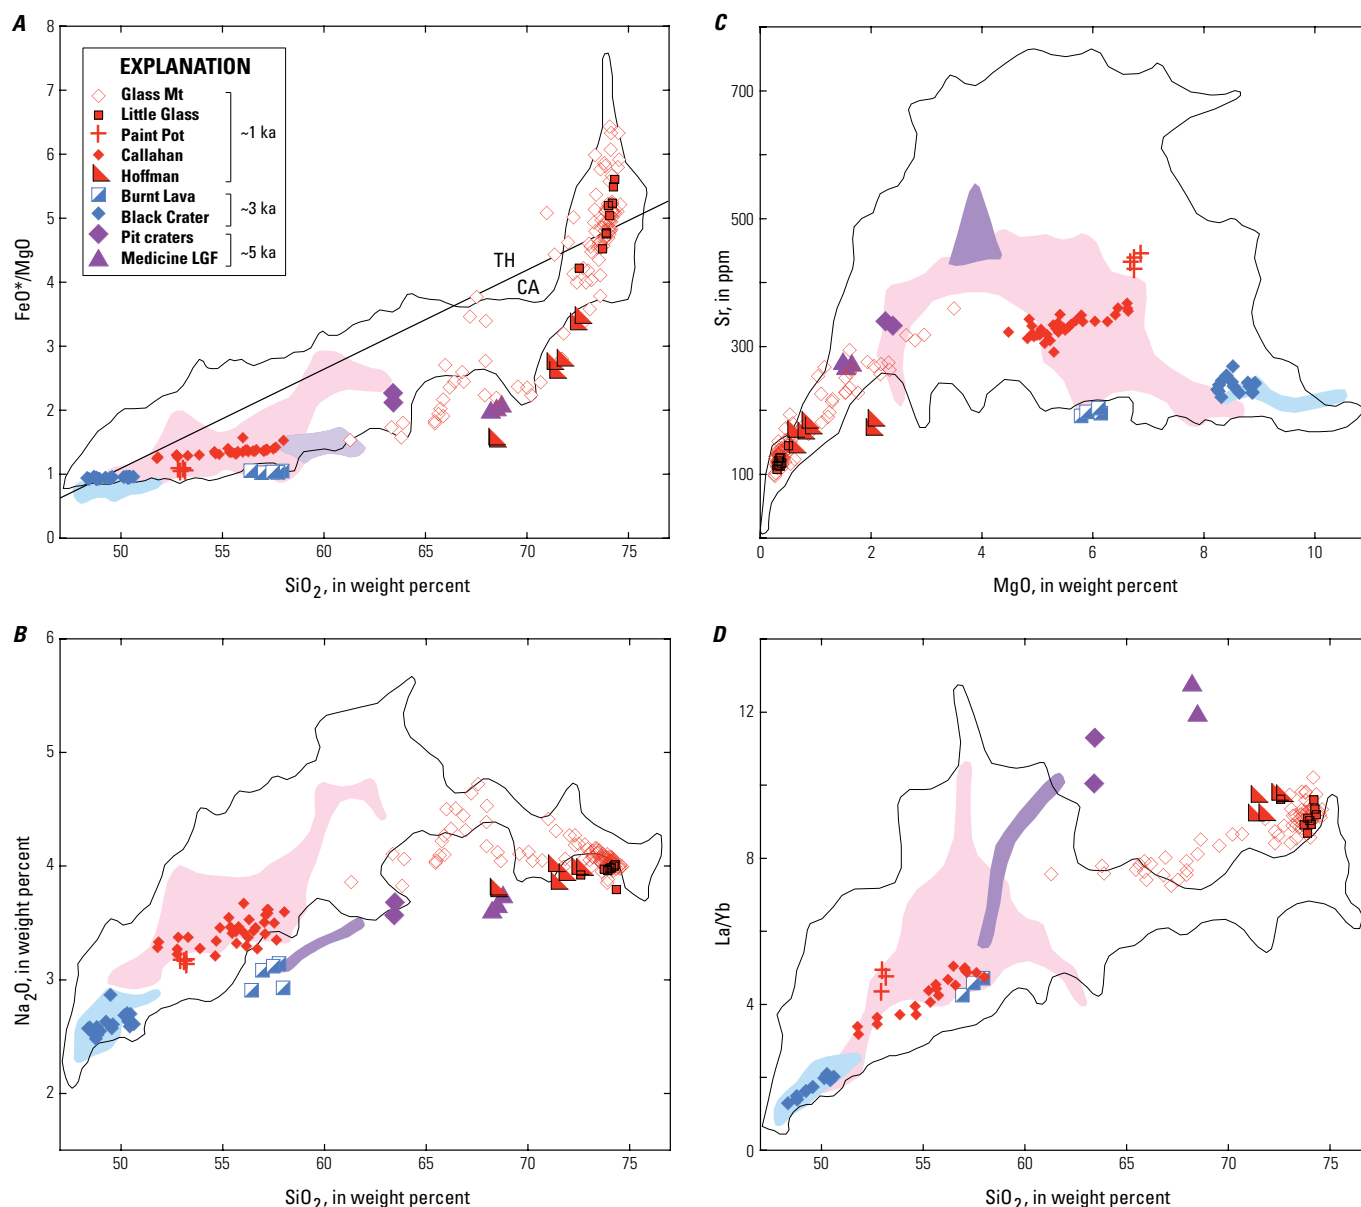 A
8
7
6
5
4
3
2
1
0
FeO*/MgO
EXPLANATION
Glass Mt
Little Glass
Paint Pot
Callahan
Hoffman
~1 ka
Burnt Lava
Black Crater
~3 ka
Pit craters
Medicine LGF
~5 ka
TH
CA
50 55 60 65 70 75
SiO2, in weight percent
C
700
500
300
100
Sr, in ppm
0 2 4 6 8 10
MgO, in weight percent
B
6
5
4
3
2
Na2O, in weight percent
50 55 60 65 70 75
SiO2, in weight percent
D
12
8
4
0
La/Yb
50 55 60 65 70 75
SiO2, in weight percent